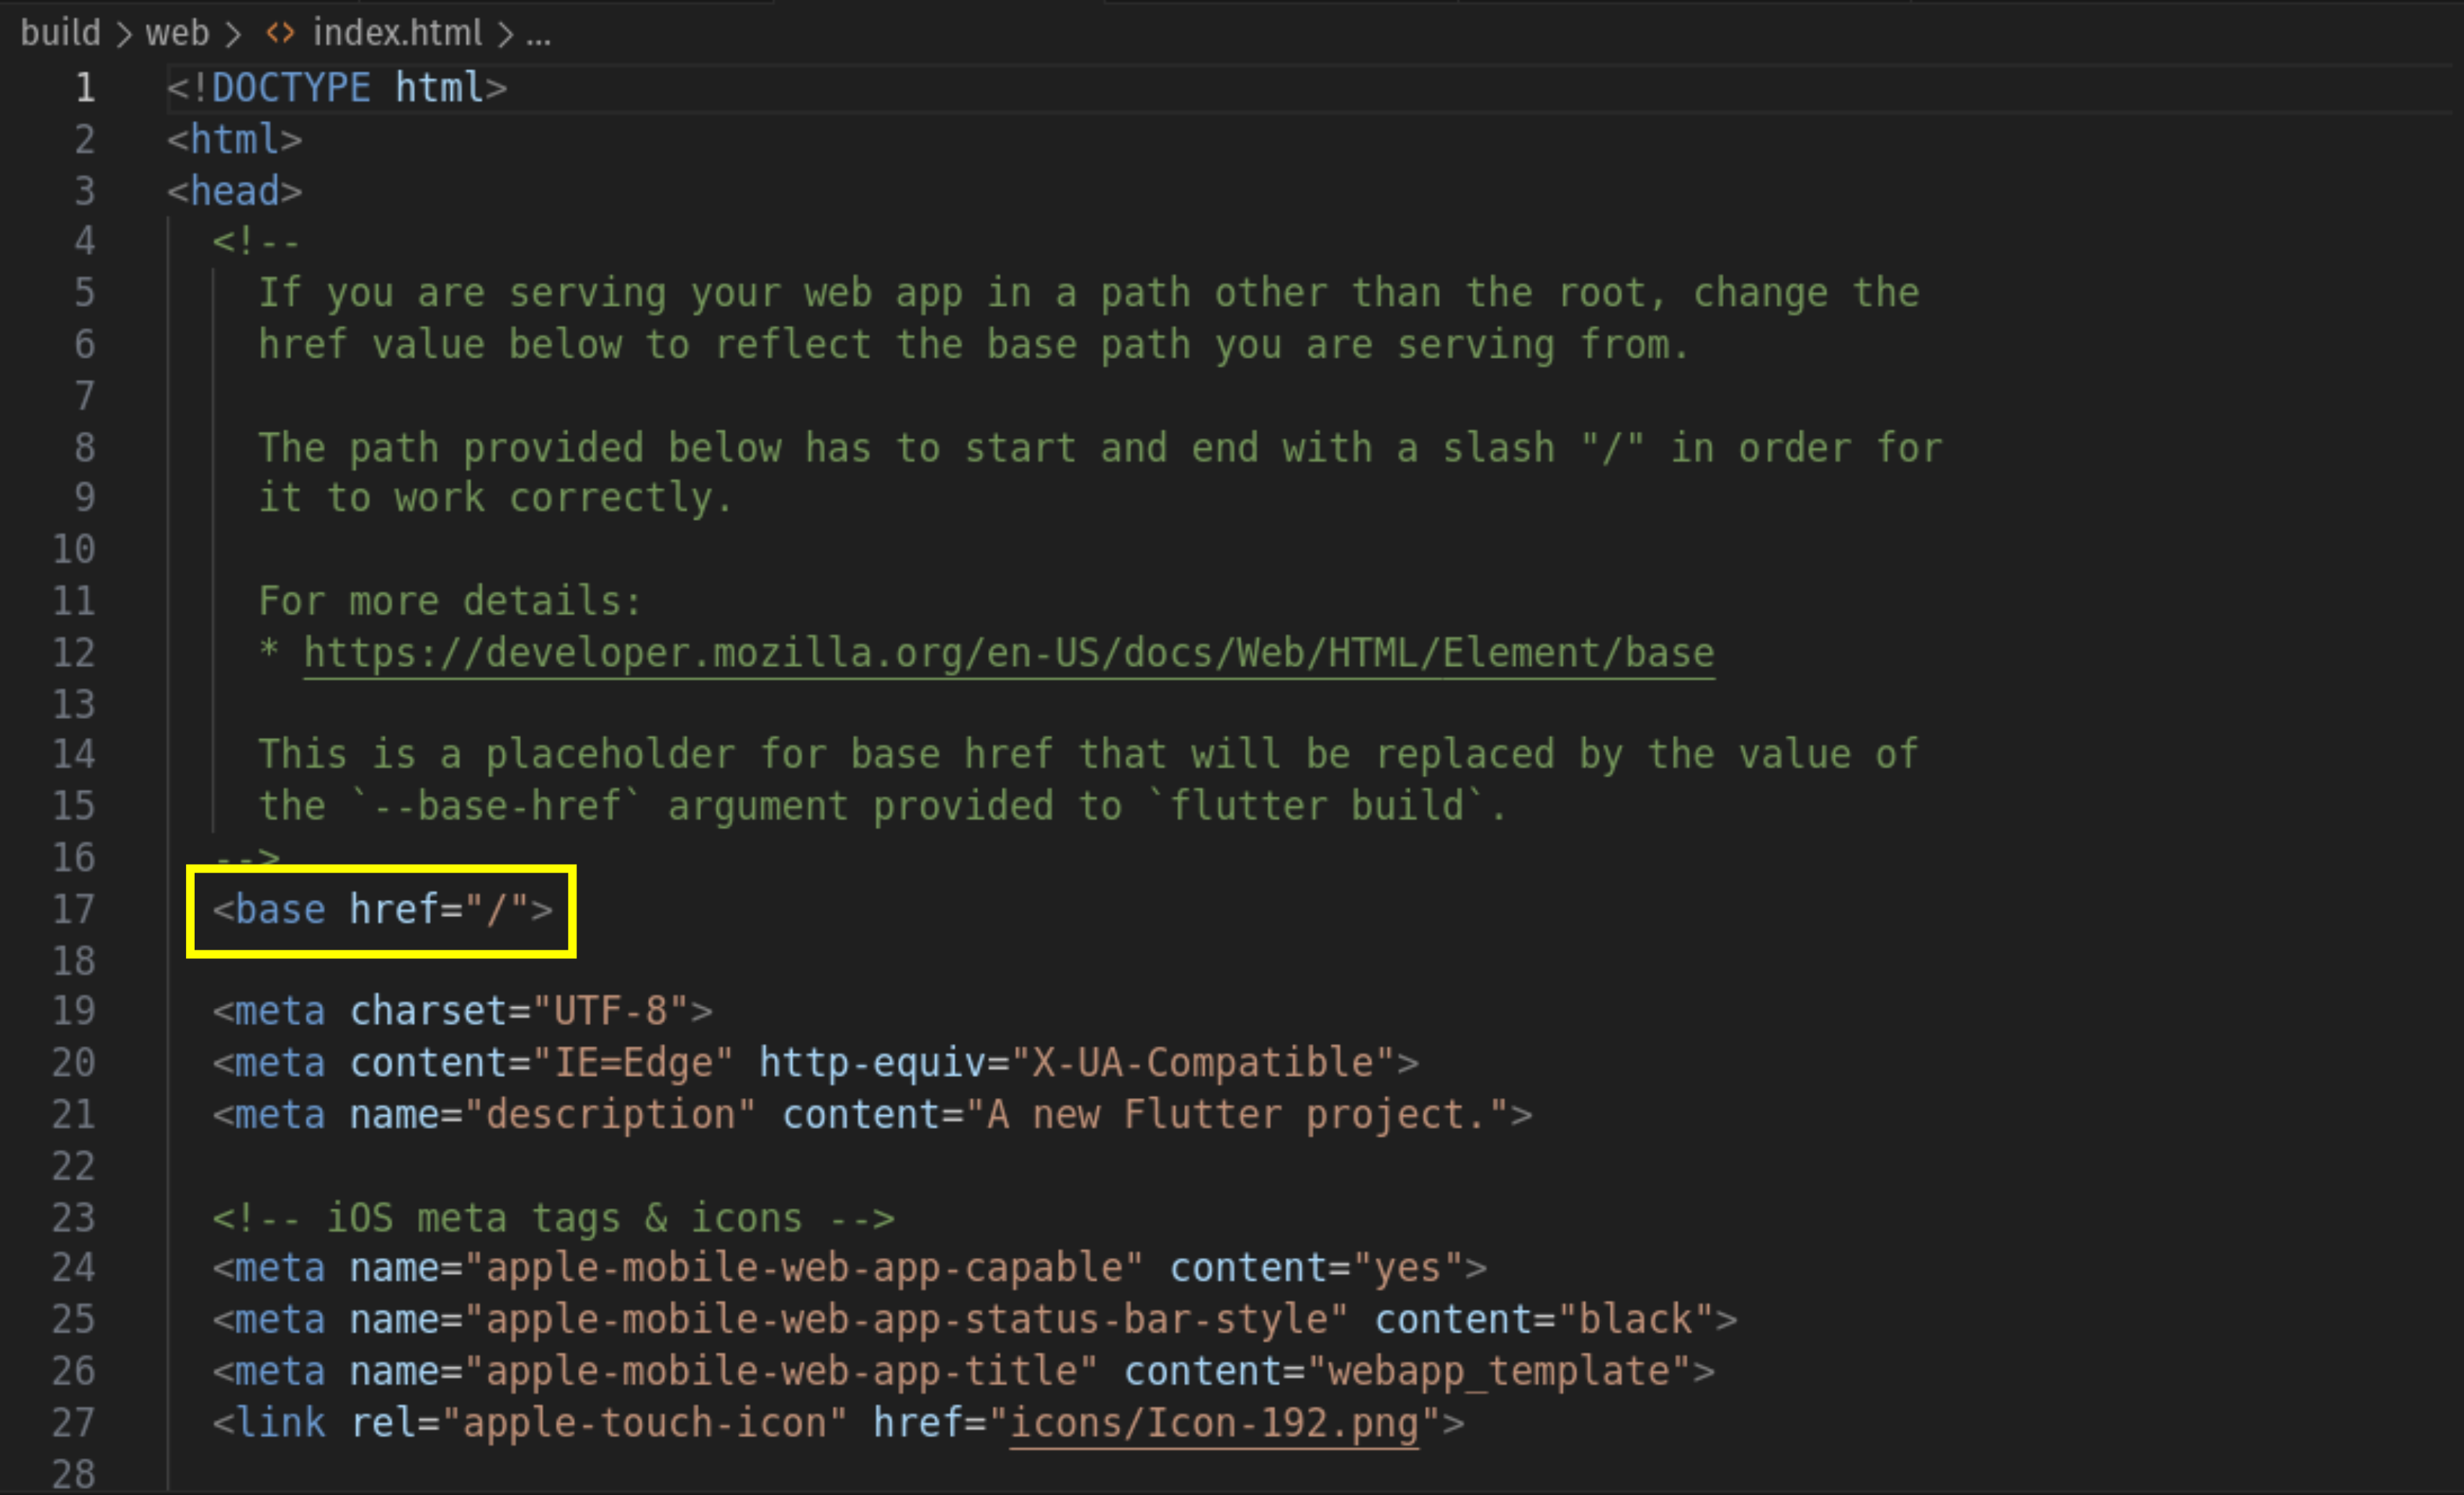 build > web > <> index.html > ...
1 <!DOCTYPE html>
2 <html>
3 <head>
4 <!--
5 If you are serving your web app in a path other than the root, change the
6 href value below to reflect the base path you are serving from.
7
8 The path provided below has to start and end with a slash "/" in order for
9 it to work correctly.
10
11 For more details:
12 * https://developer.mozilla.org/en-US/docs/Web/HTML/Element/base
13
14 This is a placeholder for base href that will be replaced by the value of
15 the `--base-href` argument provided to `flutter build`.
16 -->
17 <base href="/">
18
19 <meta charset="UTF-8">
20 <meta content="IE=Edge" http-equiv="X-UA-Compatible">
21 <meta name="description" content="A new Flutter project.">
22
23 <!-- iOS meta tags & icons -->
24 <meta name="apple-mobile-web-app-capable" content="yes">
25 <meta name="apple-mobile-web-app-status-bar-style" content="black">
26 <meta name="apple-mobile-web-app-title" content="webapp_template">
27 <link rel="apple-touch-icon" href="icons/Icon-192.png">
28